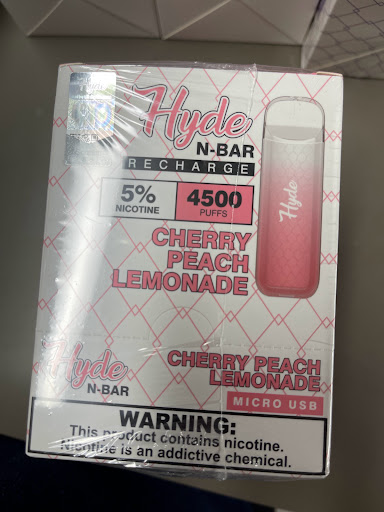 Hyde
N-BAR
RECHARGE
5%
NICOTINE
4500
PUFFS
CHERRY
PEACH
LEMONADE
Hyde
Hyde
N-BAR
CHERRY PEACH
LEMONADE
MICRO USB
WARNING:
This product contains nicotine.
Nicotine is an addictive chemical.